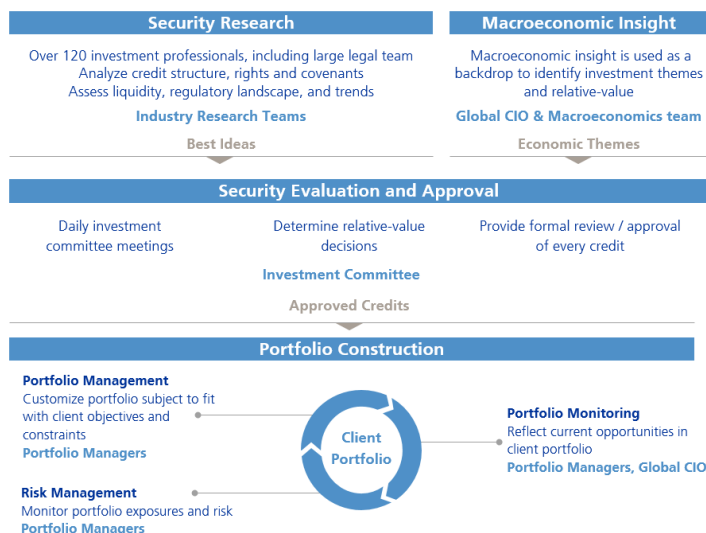 Security Research
Over 120 investment professionals, including large legal team
Analyze credit structure, rights and covenants
Assess liquidity, regulatory landscape, and trends
Industry Research Teams
Best Ideas
Macroeconomic Insight
Macroeconomic insight is used as a
backdrop to identify investment themes
and relative-value
Global CIO & Macroeconomics team
Economic Themes
Security Evaluation and Approval
Daily investment
committee meetings
Determine relative-value
decisions
Provide formal review / approval
of every credit
Investment Committee
Approved Credits
Portfolio Construction
Portfolio Management
Customize portfolio subject to fit
with client objectives and
constraints
Portfolio Managers
Client
Portfolio
Portfolio Monitoring
Reflect current opportunities in
client portfolio
Portfolio Managers, Global CIO
Risk Management
Monitor portfolio exposures and risk
Portfolio Managers